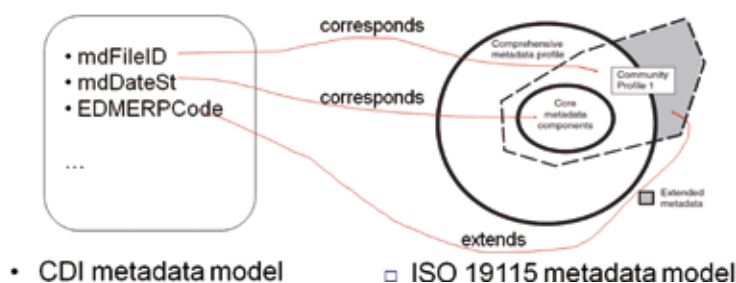 • mdFileID
• mdDateSt
• EDMERPCode
...
corresponds
corresponds
extends
Comprehensive
metadata profile
Community
Profile 1
Core
metadata
components
Extended
metadata
• CDI metadata model
□ ISO 19115 metadata model